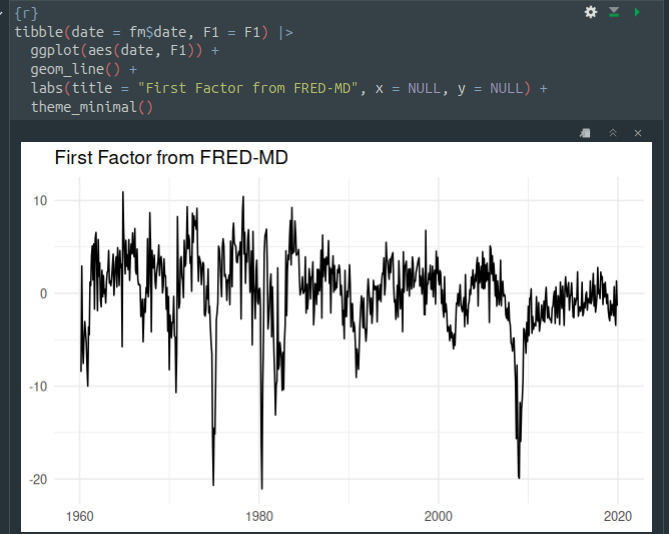 {r}
tibble(date = fm$date, F1 = F1) |>
  ggplot(aes(date, F1)) +
  geom_line() +
  labs(title = "First Factor from FRED-MD", x = NULL, y = NULL) +
  theme_minimal()
First Factor from FRED-MD
10
0
-10
-20
1960 1980 2000 2020